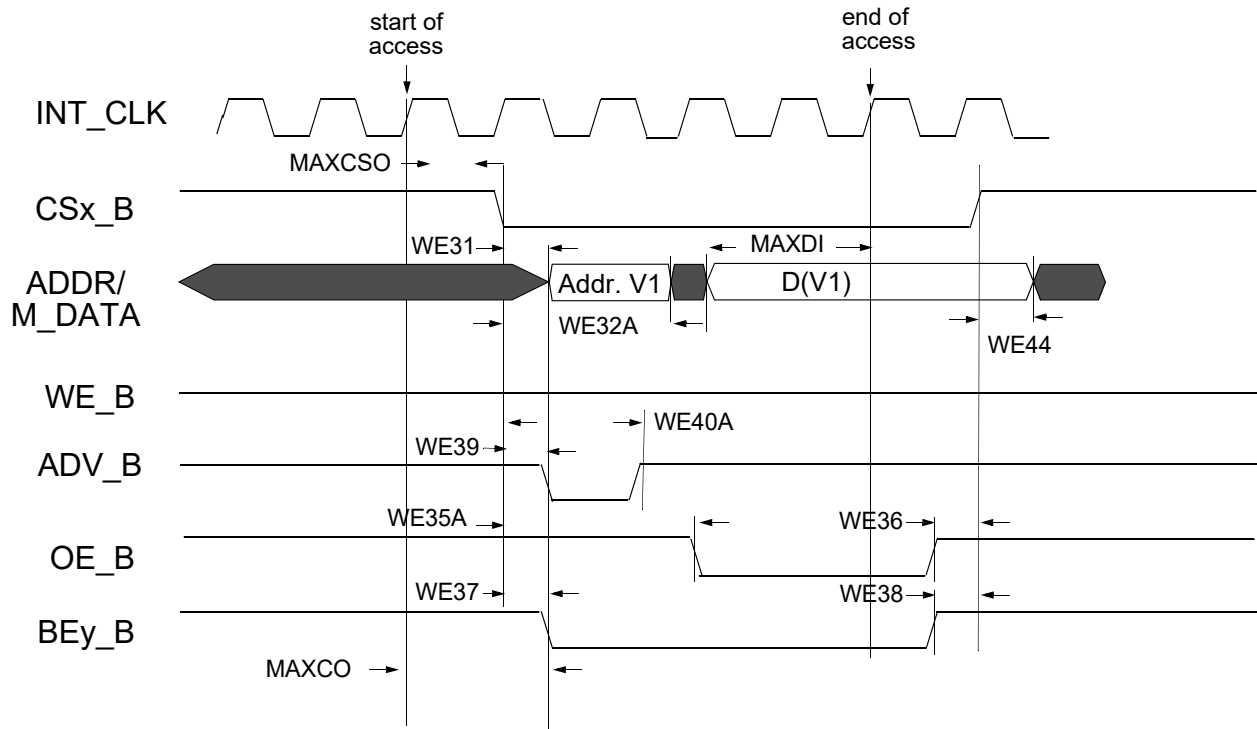 start of
access
end of
access
INT_CLK
MAXCSO
CSx_B
WE31
MAXDI
ADDR/
M_DATA
Addr. V1
D(V1)
WE32A
WE44
WE_B
WE40A
WE39
ADV_B
WE35A
WE36
OE_B
WE37
WE38
BEy_B
MAXCO